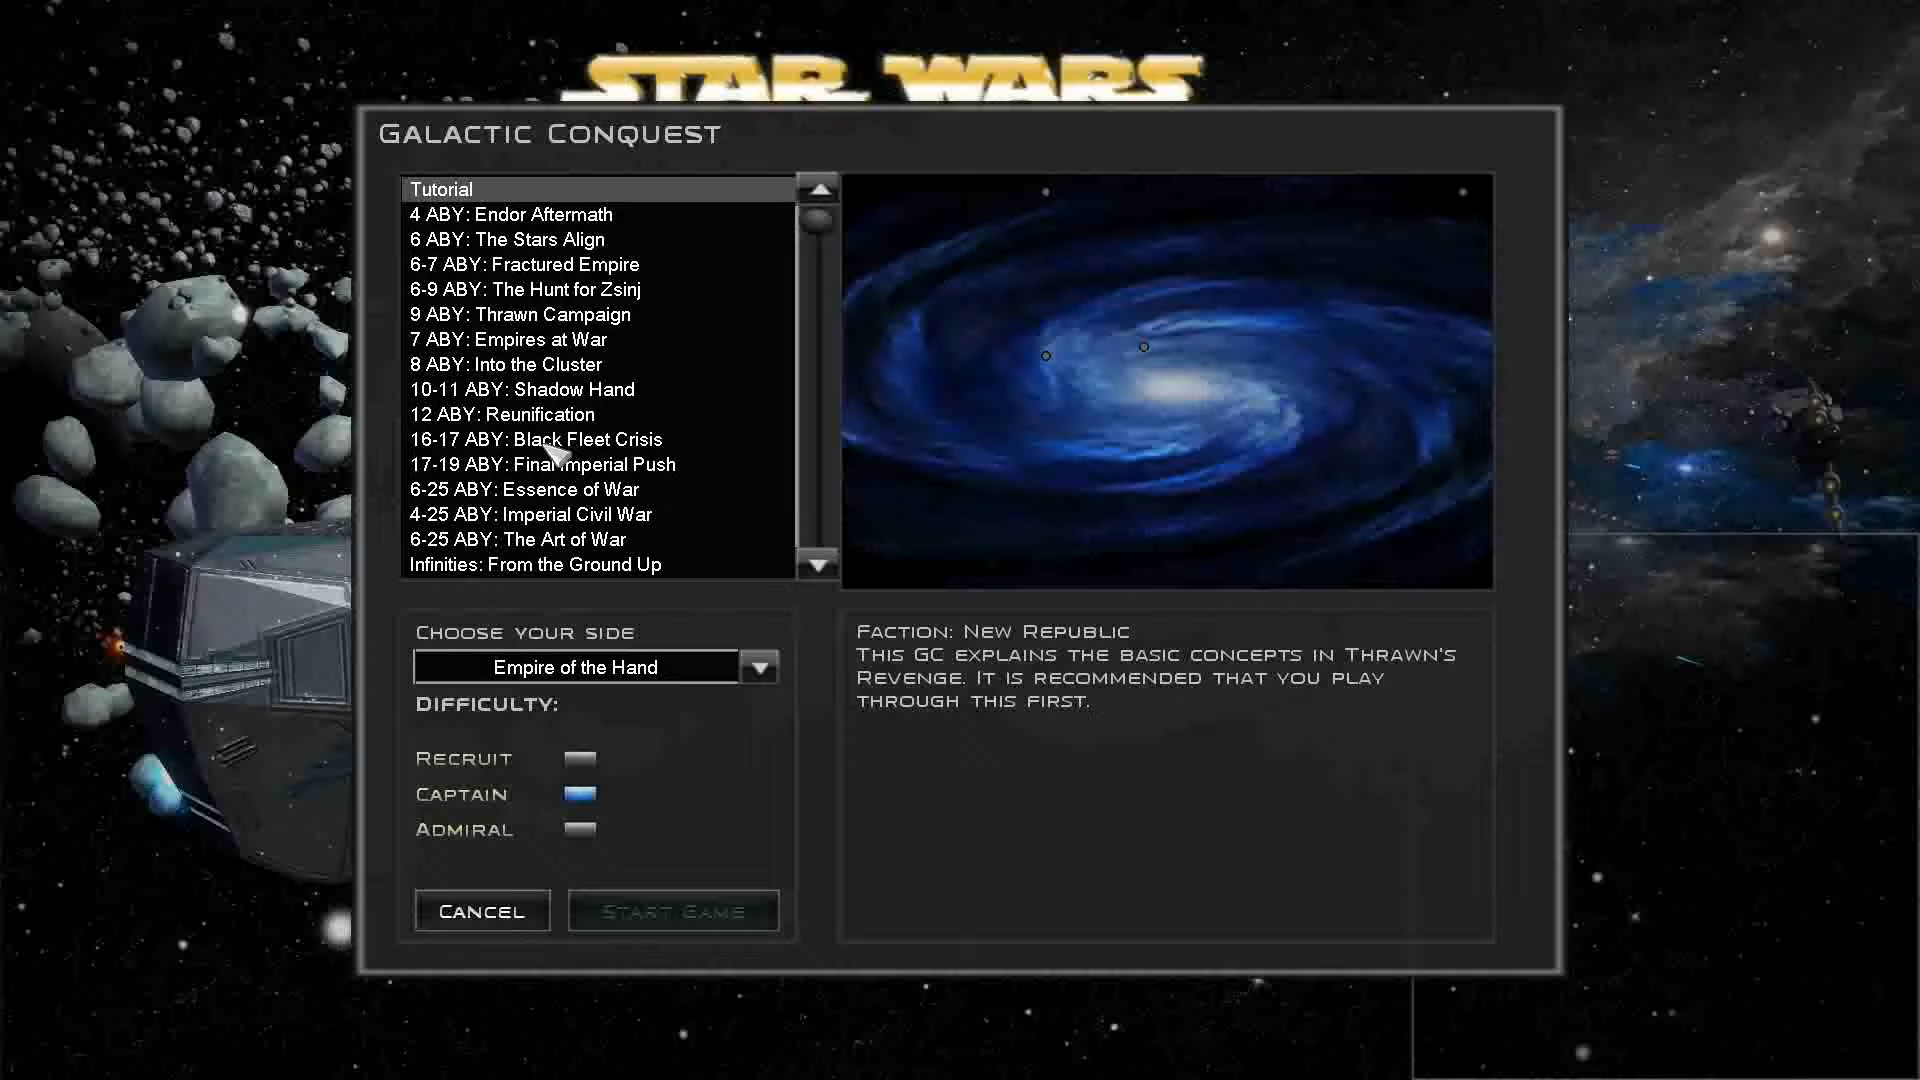 STAR WARS
Galactic Conquest
Tutorial
4 ABY: Endor Aftermath
6 ABY: The Stars Align
6-7 ABY: Fractured Empire
6-9 ABY: The Hunt for Zsinj
9 ABY: Thrawn Campaign
7 ABY: Empires at War
8 ABY: Into the Cluster
10-11 ABY: Shadow Hand
12 ABY: Reunification
16-17 ABY: Black Fleet Crisis
17-19 ABY: Final Imperial Push
6-25 ABY: Essence of War
4-25 ABY: Imperial Civil War
6-25 ABY: The Art of War
Infinities: From the Ground Up
Choose your side
Empire of the Hand
Difficulty:
Recruit
Captain
Admiral
Cancel
Start Game
Faction: New Republic
This GC explains the basic concepts in Thrawn's
Revenge. It is recommended that you play
through this first.